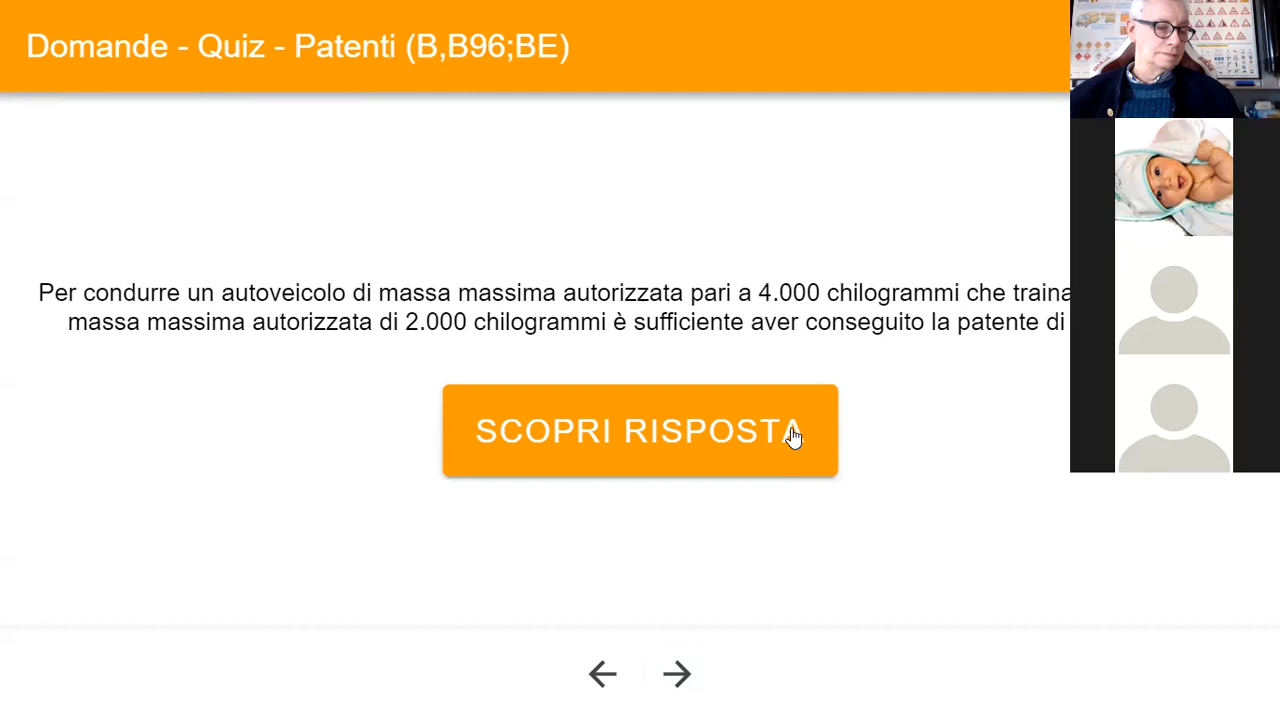 Domande - Quiz - Patenti (B,B96;BE)
Per condurre un autoveicolo di massa massima autorizzata pari a 4.000 chilogrammi che traina
massa massima autorizzata di 2.000 chilogrammi è sufficiente aver conseguito la patente di
SCOPRI RISPOSTA